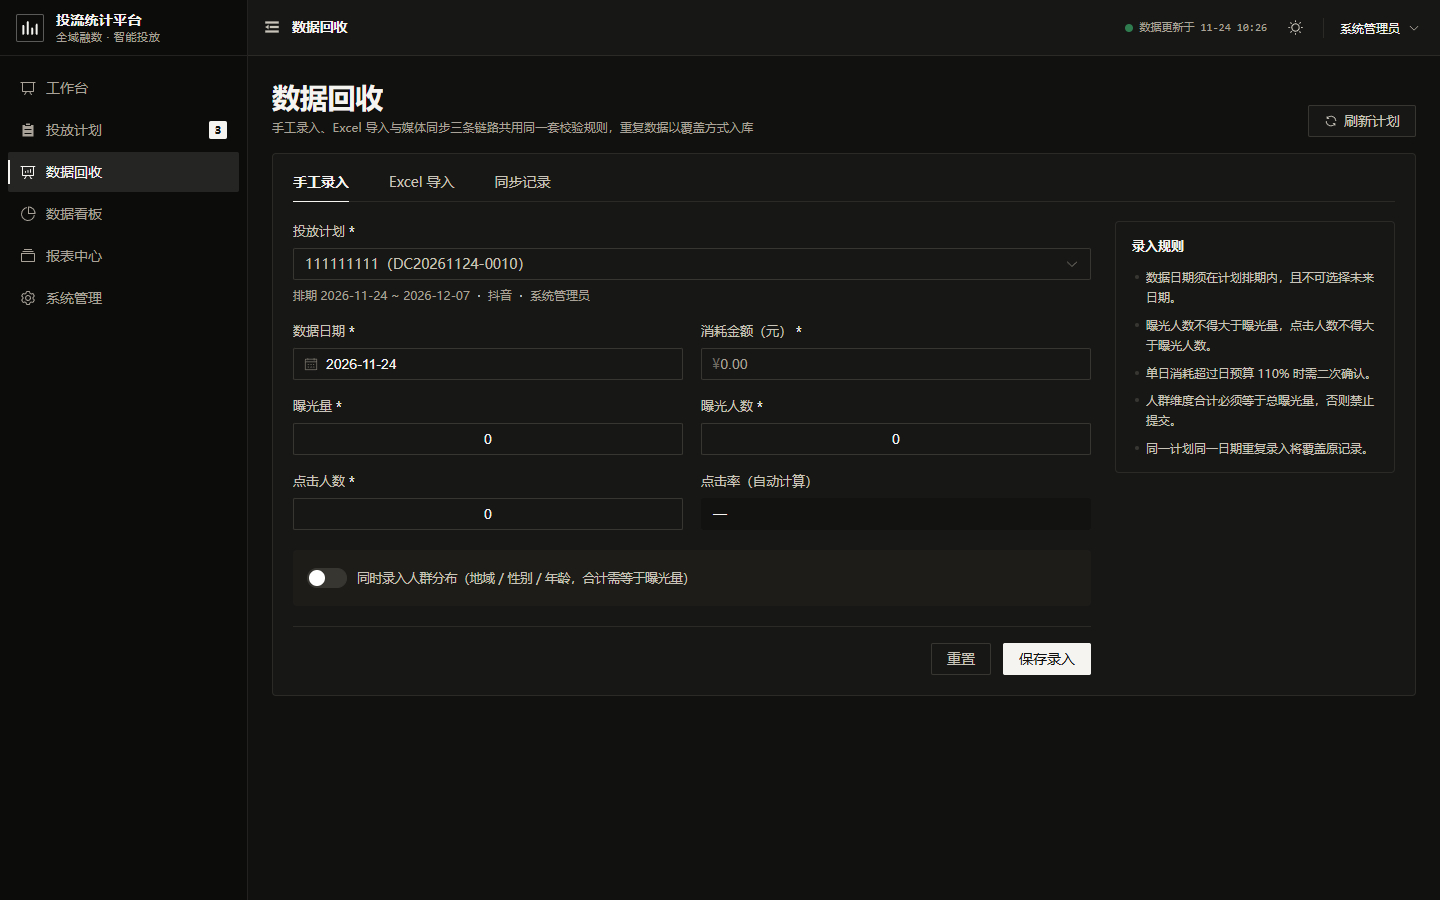 投流统计平台
全域融数 · 智能投放
数据回收
数据更新于 11-24 10:26
系统管理员
工作台
投放计划
3
数据回收
数据看板
报表中心
系统管理
数据回收
手工录入、Excel 导入与媒体同步三条链路共用同一套校验规则，重复数据以覆盖方式入库
刷新计划
手工录入
Excel 导入
同步记录
投放计划 *
111111111（DC20261124-0010）
排期 2026-11-24 ~ 2026-12-07 · 抖音 · 系统管理员
数据日期 *
消耗金额（元） *
2026-11-24
¥0.00
曝光量 *
曝光人数 *
0
0
点击人数 *
点击率（自动计算）
0
—
同时录入人群分布（地域 / 性别 / 年龄，合计需等于曝光量）
重置
保存录入
录入规则
数据日期须在计划排期内，且不可选择未来
日期。
曝光人数不得大于曝光量，点击人数不得大
于曝光人数。
单日消耗超过日预算 110% 时需二次确认。
人群维度合计必须等于总曝光量，否则禁止
提交。
同一计划同一日期重复录入将覆盖原记录。